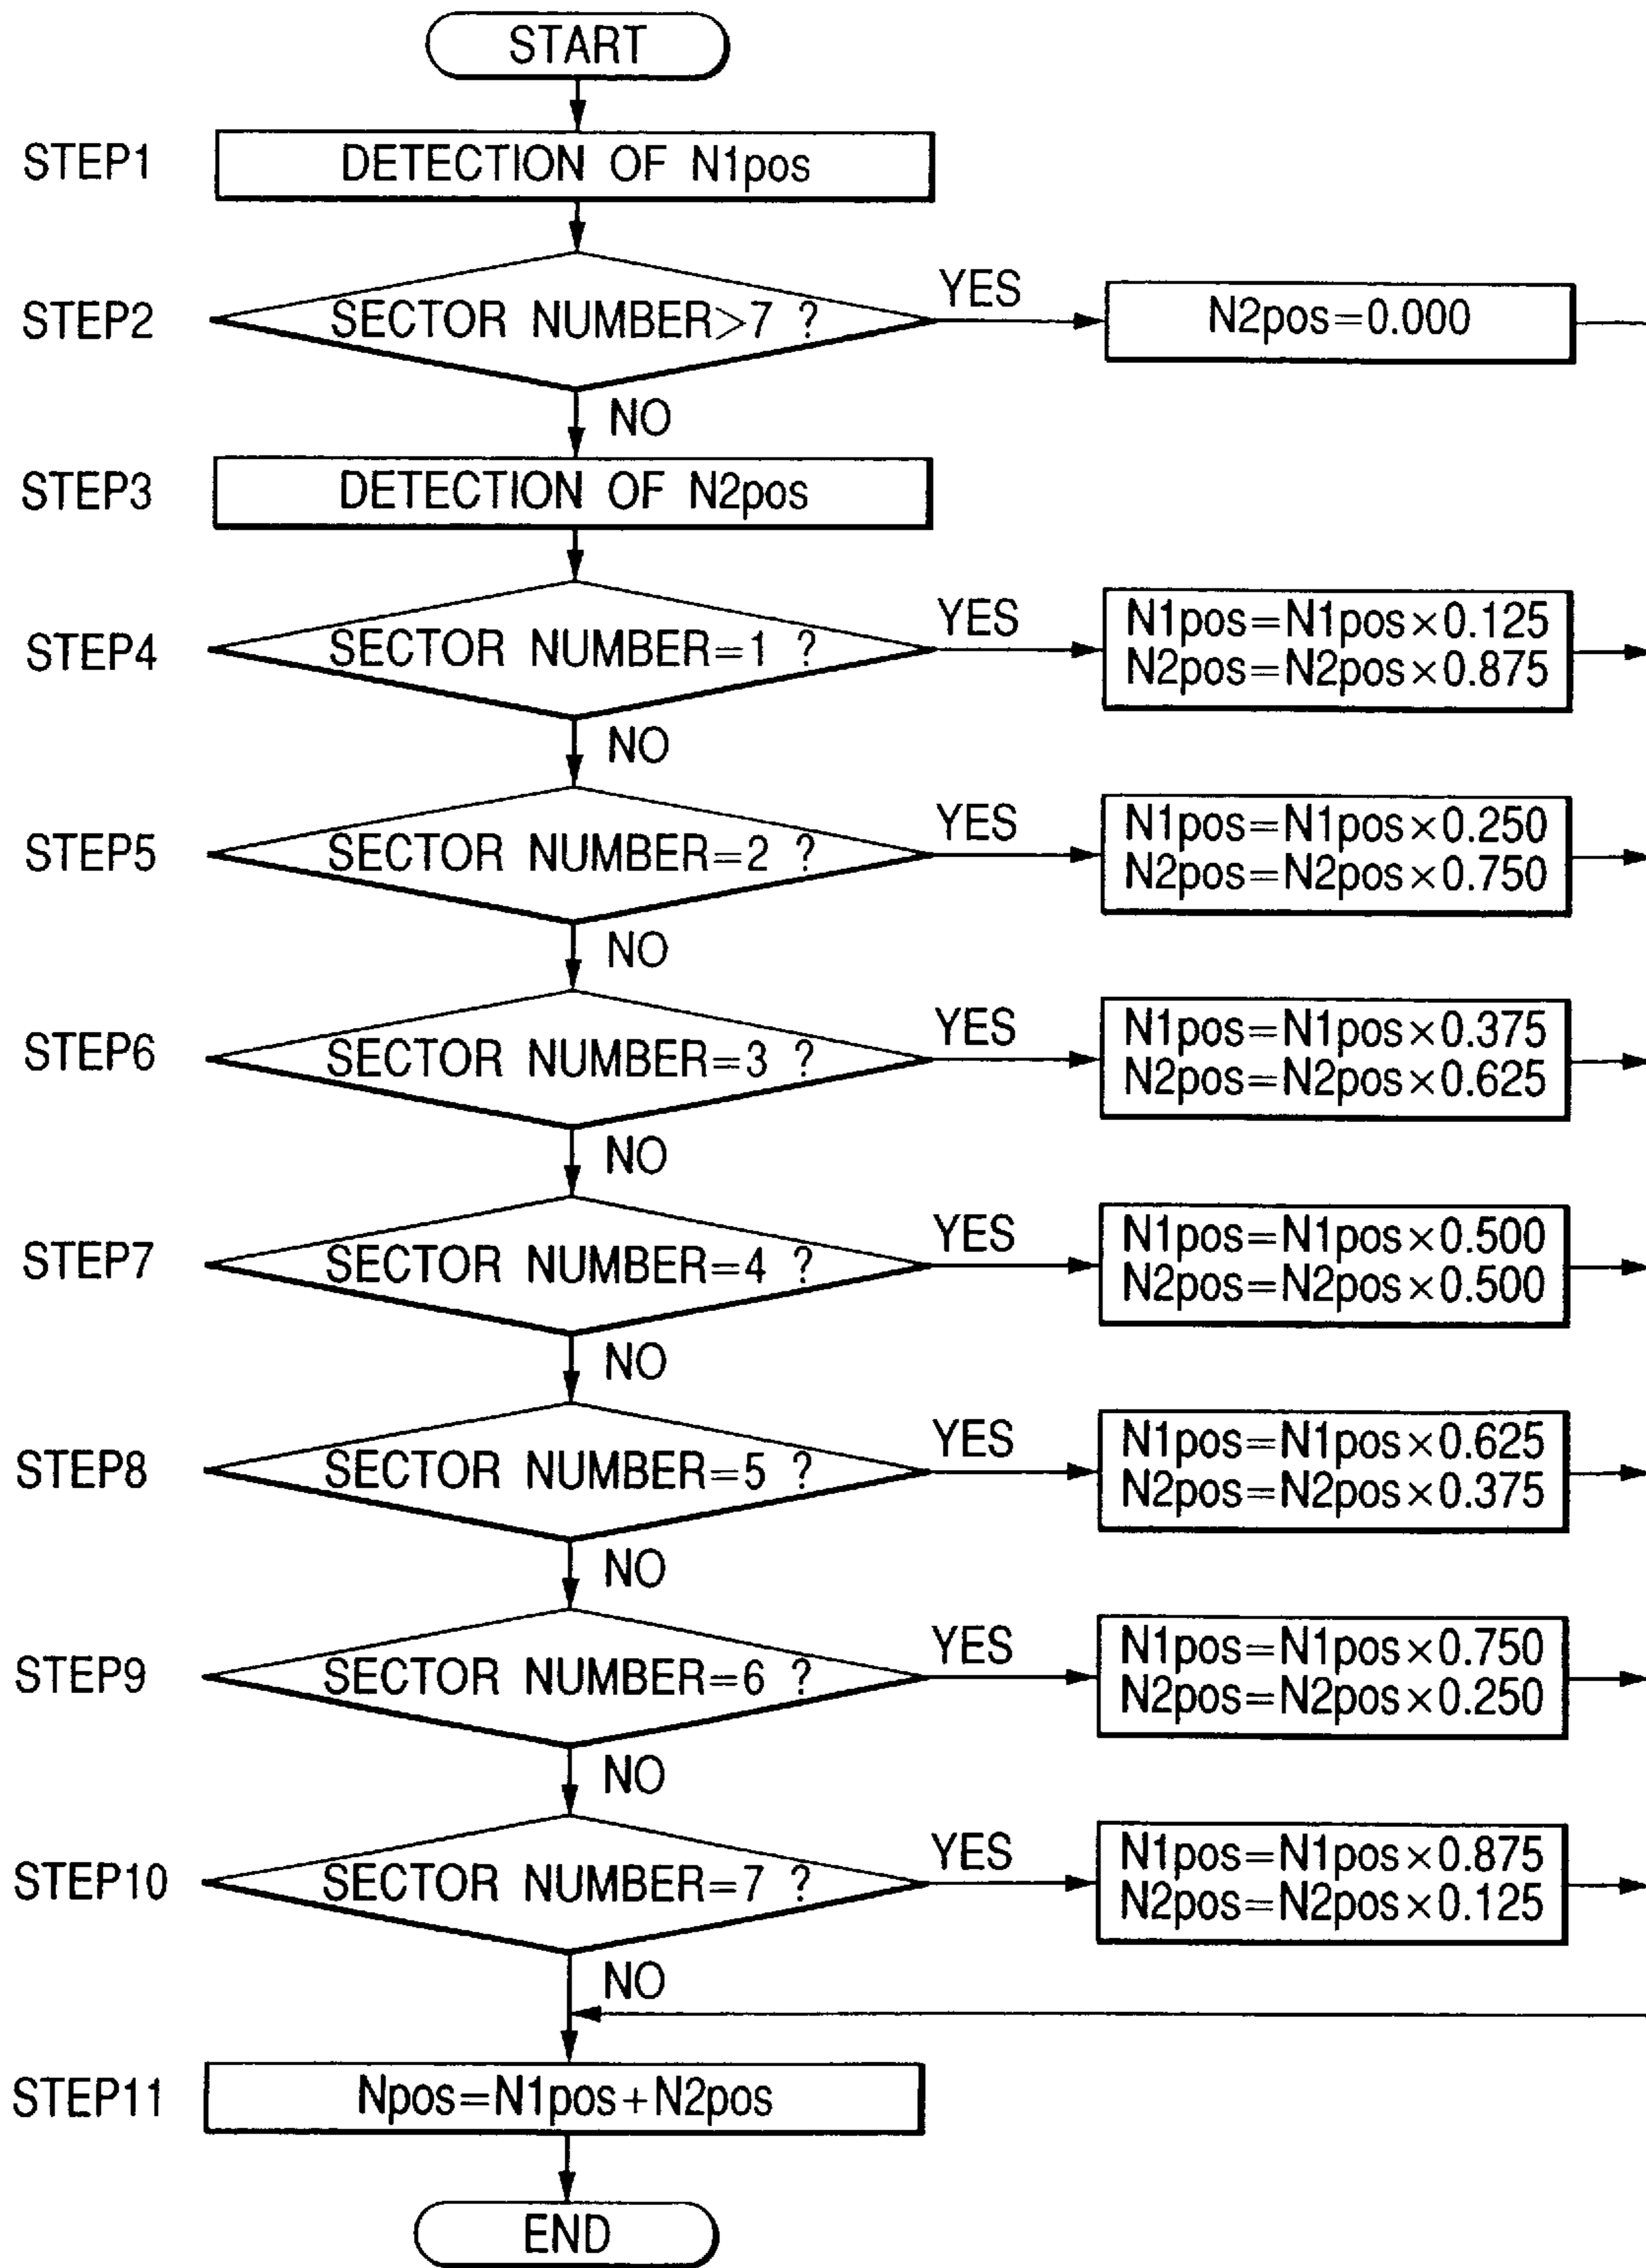 START
STEP1
DETECTION OF N1pos
STEP2
SECTOR NUMBER>7 ?
YES
N2pos=0.000
NO
STEP3
DETECTION OF N2pos
STEP4
SECTOR NUMBER=1 ?
YES
N1pos=N1pos×0.125
N2pos=N2pos×0.875
NO
STEP5
SECTOR NUMBER=2 ?
YES
N1pos=N1pos×0.250
N2pos=N2pos×0.750
NO
STEP6
SECTOR NUMBER=3 ?
YES
N1pos=N1pos×0.375
N2pos=N2pos×0.625
NO
STEP7
SECTOR NUMBER=4 ?
YES
N1pos=N1pos×0.500
N2pos=N2pos×0.500
NO
STEP8
SECTOR NUMBER=5 ?
YES
N1pos=N1pos×0.625
N2pos=N2pos×0.375
NO
STEP9
SECTOR NUMBER=6 ?
YES
N1pos=N1pos×0.750
N2pos=N2pos×0.250
NO
STEP10
SECTOR NUMBER=7 ?
YES
N1pos=N1pos×0.875
N2pos=N2pos×0.125
NO
STEP11
Npos=N1pos+N2pos
END